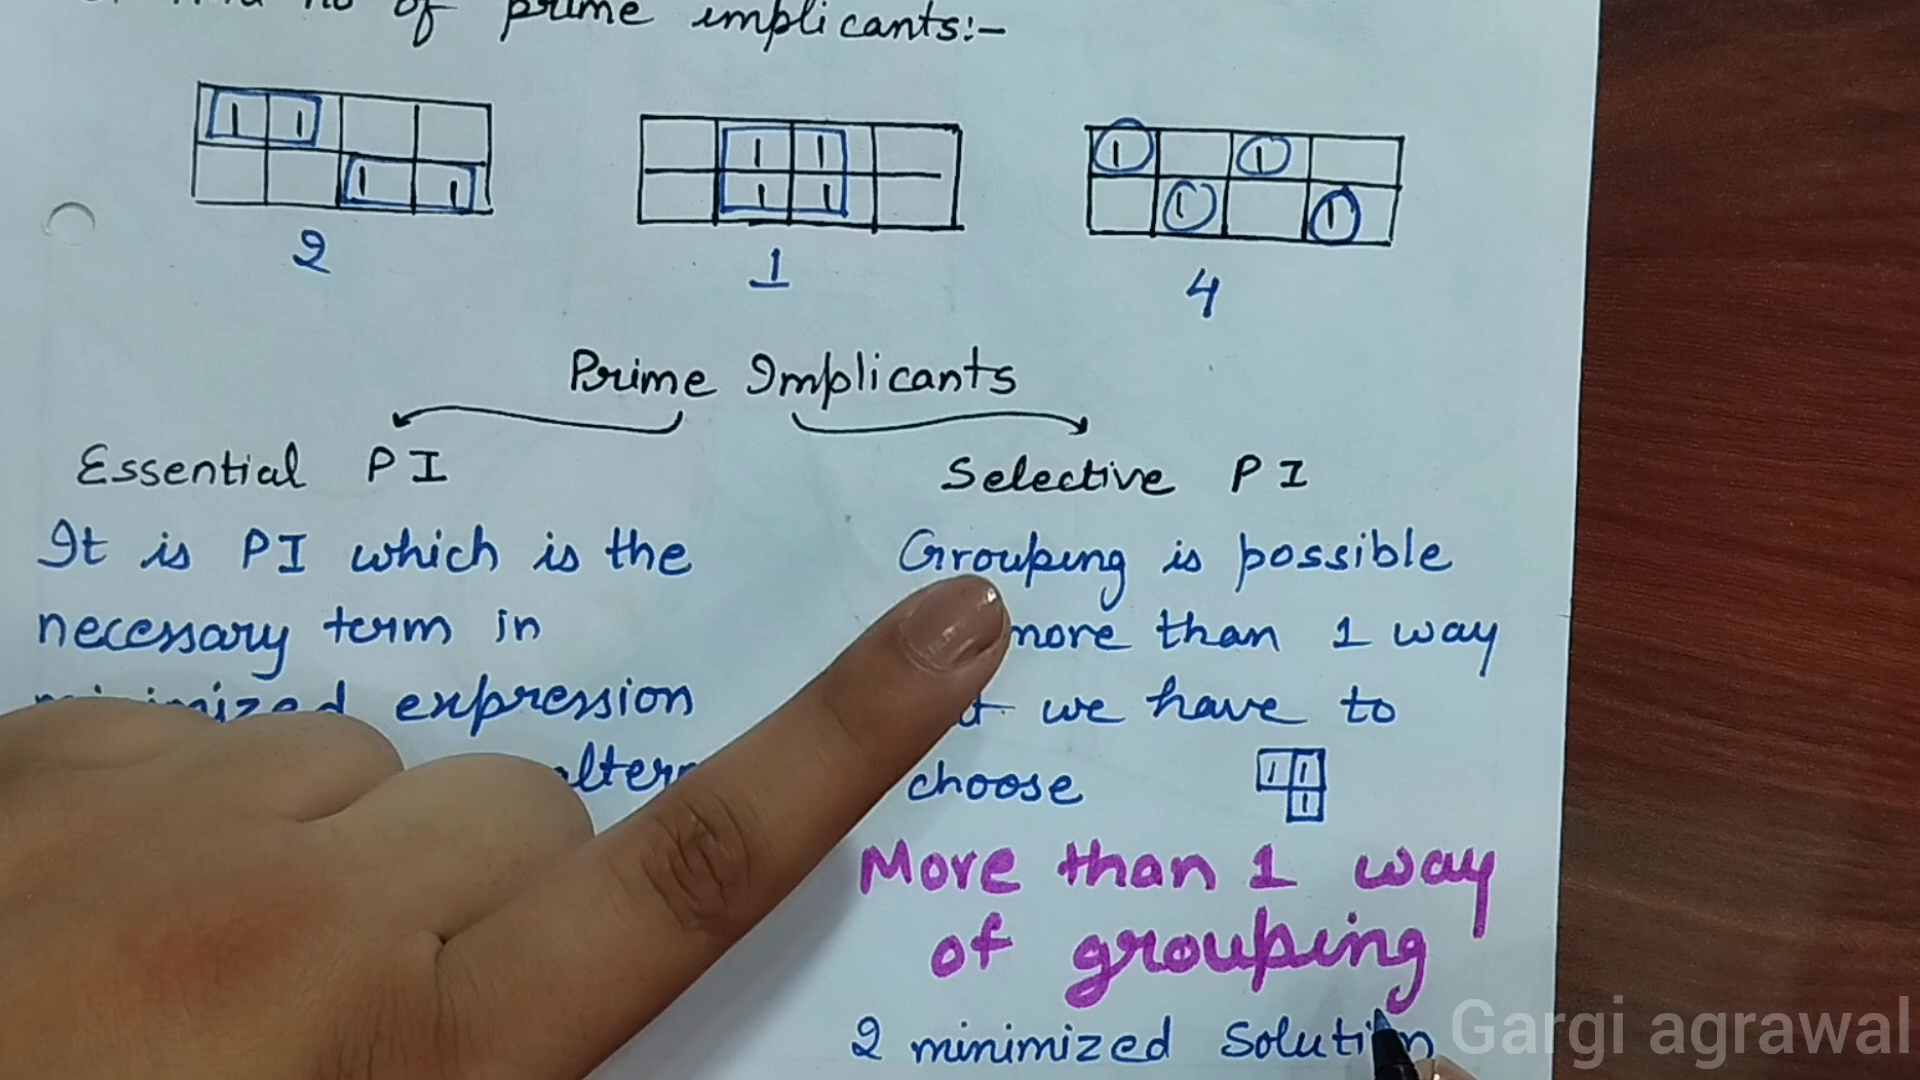 of prime implicants:-
1 1
1 1
1 1
1 1
1 1
1 1
2
1
4
Prime Implicants
Essential PI
Selective PI
It is PI which is the
necessary term in
expression
Grouping is possible
more than 1 way
we have to
choose
1 1
1
More than 1 way
of grouping
2 minimized Solution
Gargi agrawal